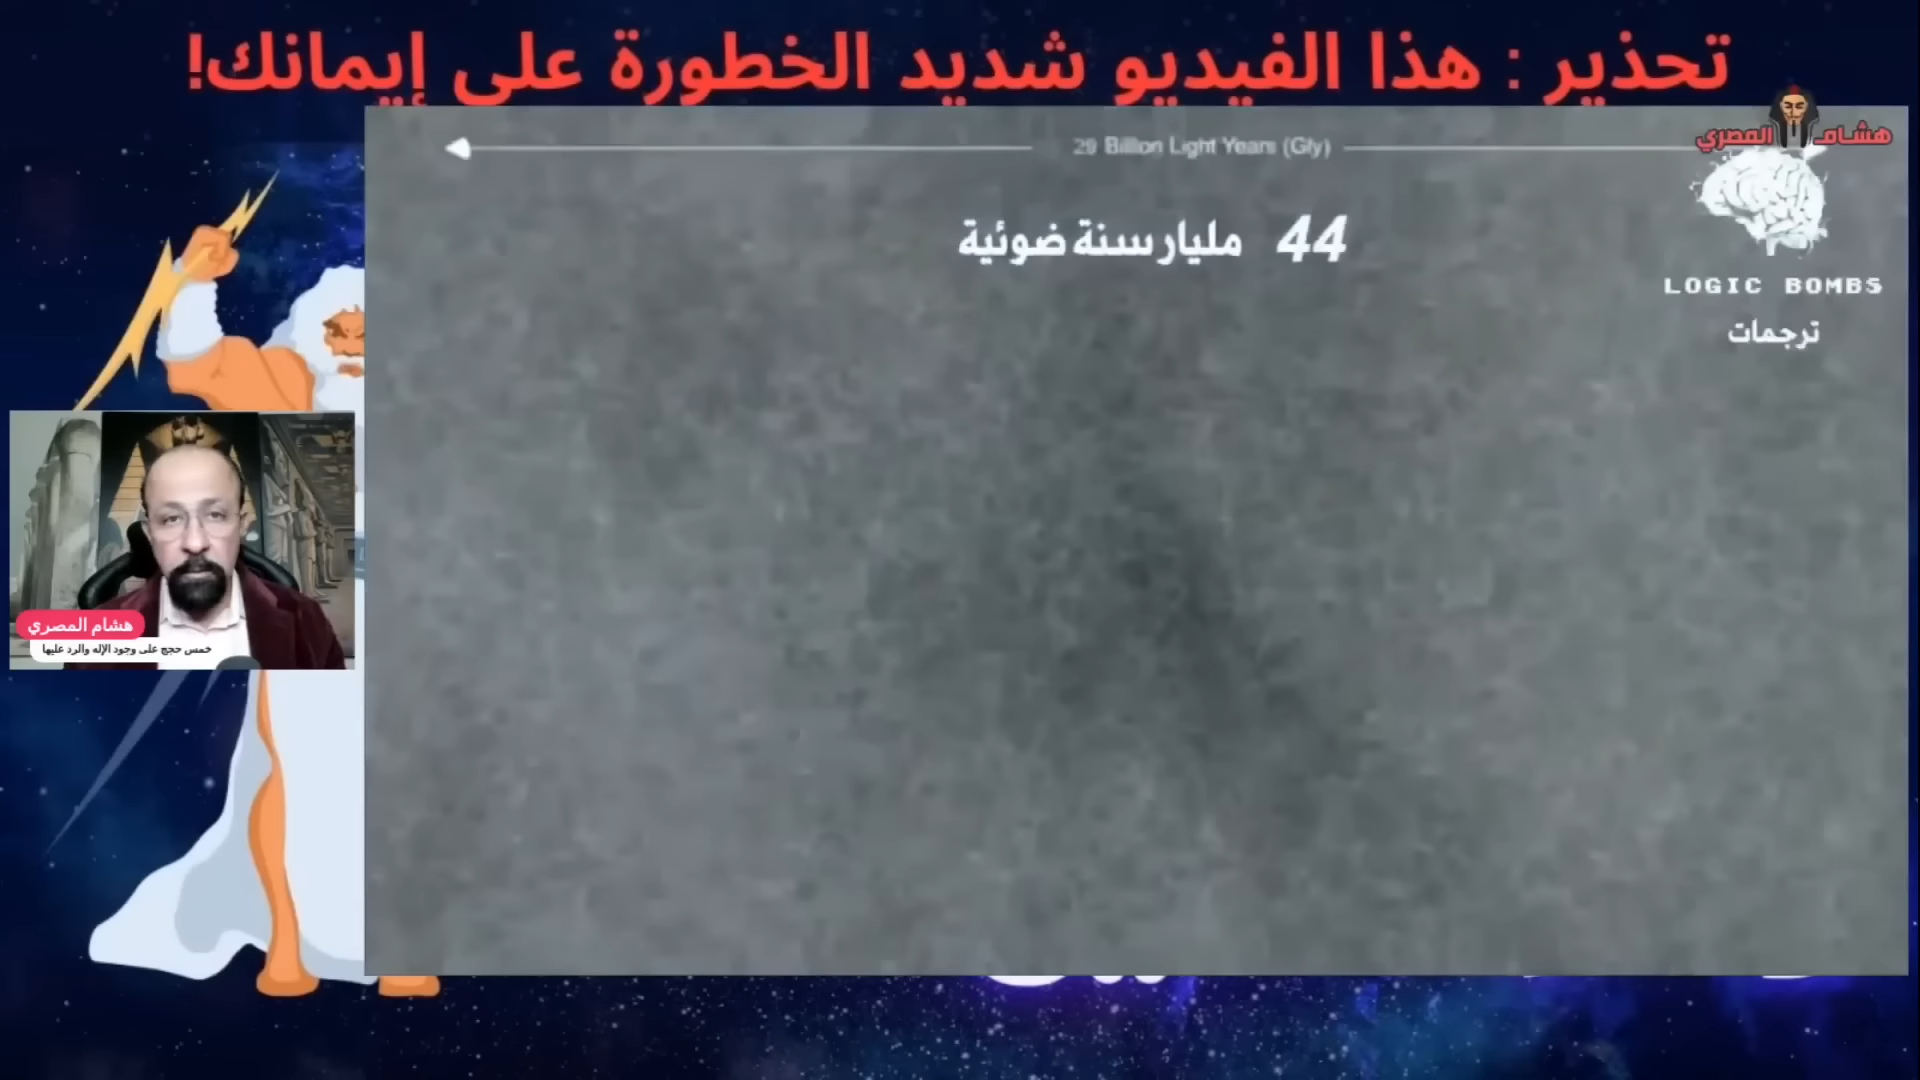 تحذير : هذا الفيديو شديد الخطورة على إيمانك!
29 Billion Light Years (Gly)
هشام المصري
44 مليار سنة ضوئية
LOGIC BOMBS
ترجمات
هشام المصري
خمس حجج على وجود الإله والرد عليها